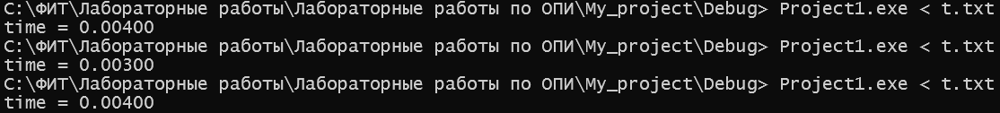 C:\ФИТ\Лабораторные работы\Лабораторные работы по ОПИ\My_project\Debug> Project1.exe < t.txt
time = 0.00400
C:\ФИТ\Лабораторные работы\Лабораторные работы по ОПИ\My_project\Debug> Project1.exe < t.txt
time = 0.00300
C:\ФИТ\Лабораторные работы\Лабораторные работы по ОПИ\My_project\Debug> Project1.exe < t.txt
time = 0.00400